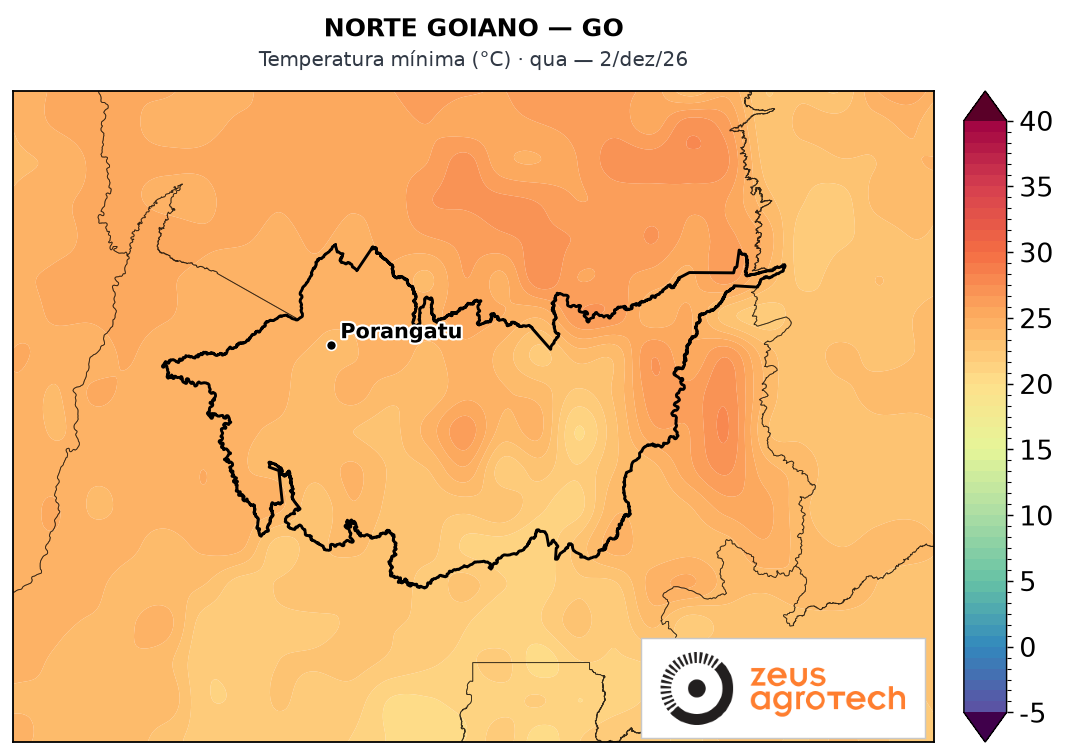 NORTE GOIANO — GO
Temperatura mínima (°C) · qua — 2/dez/26
40
35
30
25
20
15
10
5
0
-5
Porangatu
zeus
agrotech